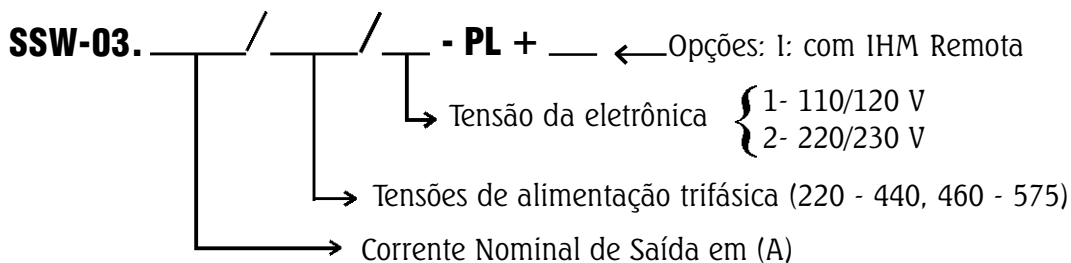 SSW-03. ____/ ____/ __ - PL + __ ←Opções: I: com IHM Remota
Tensão da eletrônica { 1- 110/120 V
2- 220/230 V
Tensões de alimentação trifásica (220 - 440, 460 - 575)
Corrente Nominal de Saída em (A)